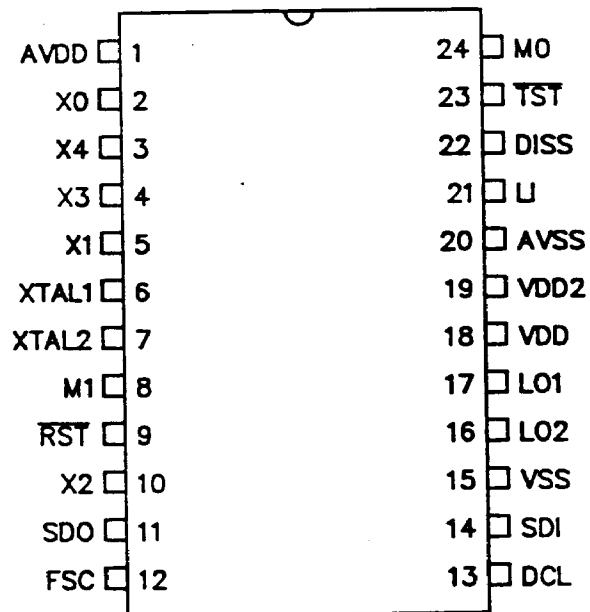 AVDD 1 24 M0
X0 2 23 TST
X4 3 22 DISS
X3 4 21 LI
X1 5 20 AVSS
XTAL1 6 19 VDD2
XTAL2 7 18 VDD
M1 8 17 LO1
RST 9 16 LO2
X2 10 15 VSS
SDO 11 14 SDI
FSC 12 13 DCL